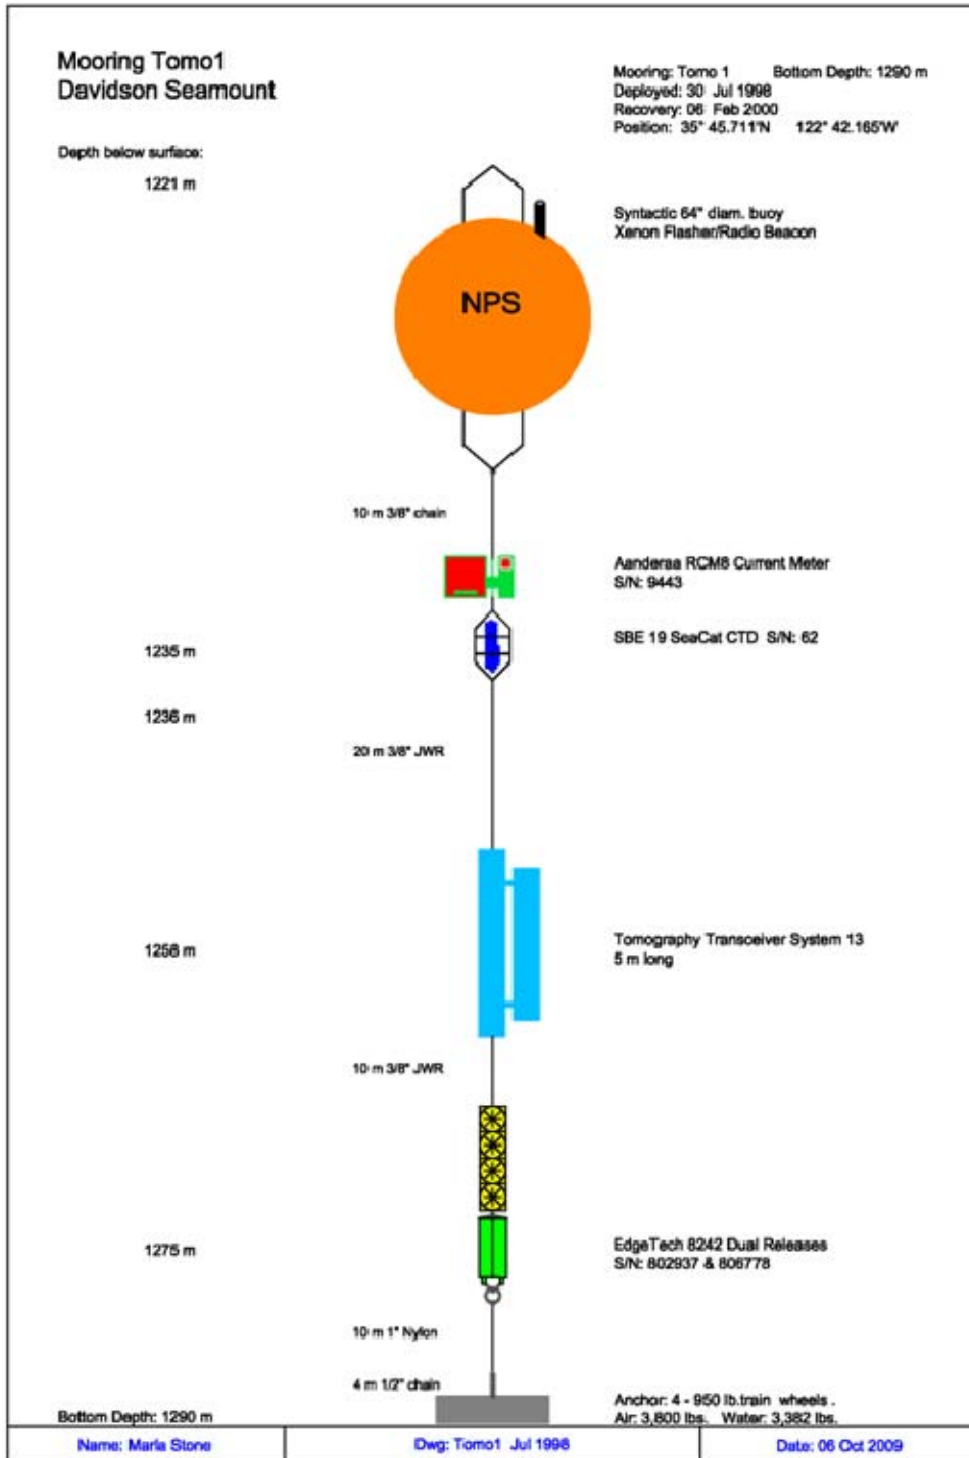 Mooring Tomo1
Davidson Seamount
Mooring: Tomo 1 Bottom Depth: 1290 m
Deployed: 30 Jul 1998
Recovery: 06 Feb 2000
Position: 35° 45.711'N 122° 42.165'W
Depth below surface:
1221 m
Syntactic 64" diam. buoy
Xenon Flasher/Radio Beacon
NPS
10 m 3/8" chain
Aanderaa RCM8 Current Meter
S/N: 9443
SBE 19 SeaCat CTD S/N: 62
1235 m
1236 m
20 m 3/8" JWR
Tomography Transceiver System 13
5 m long
1256 m
10 m 3/8" JWR
1275 m
EdgeTech 8242 Dual Releases
S/N: 802937 & 806778
10 m 1" Nylon
4 m 1/2" chain
Anchor: 4 - 950 lb.train wheels .
Air: 3,800 lbs. Water: 3,382 lbs.
Bottom Depth: 1290 m
Name: Marla Stone
Dwg: Tomo1 Jul 1998
Date: 06 Oct 2009